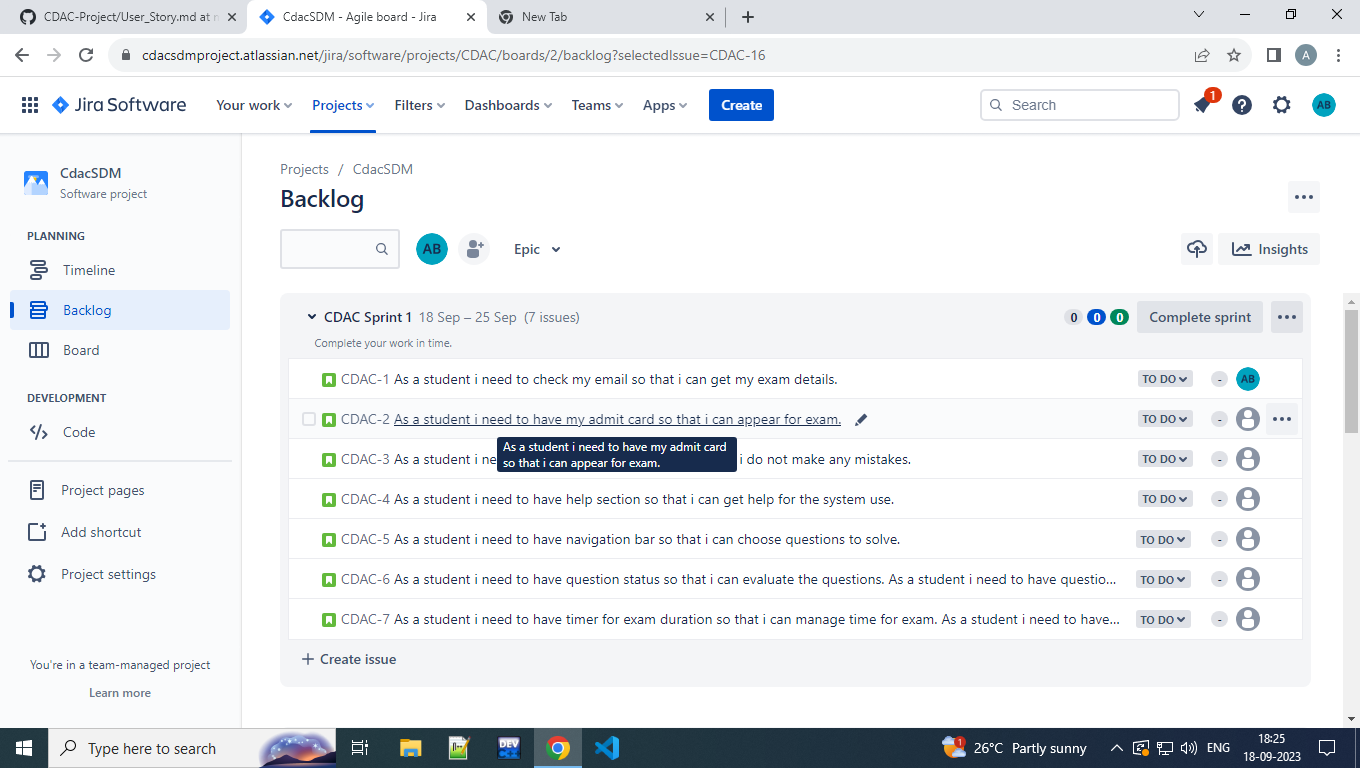 CDAC-Project/User_Story.md at m
CdacSDM - Agile board - Jira
New Tab
cdacsdmproject.atlassian.net/jira/software/projects/CDAC/boards/2/backlog?selectedIssue=CDAC-16
A
Jira Software
Your work
Projects
Filters
Dashboards
Teams
Apps
Create
Search
1
AB
CdacSDM
Software project
PLANNING
Timeline
Backlog
Board
DEVELOPMENT
Code
Project pages
Add shortcut
Project settings
You're in a team-managed project
Learn more
Projects / CdacSDM
Backlog
AB
Epic
Insights
CDAC Sprint 1 18 Sep – 25 Sep (7 issues)
0 0 0
Complete sprint
Complete your work in time.
CDAC-1 As a student i need to check my email so that i can get my exam details. TO DO - AB
CDAC-2 As a student i need to have my admit card so that i can appear for exam. TO DO -
As a student i need to have my admit card
so that i can appear for exam.
CDAC-3 As a student i ne i do not make any mistakes. TO DO -
CDAC-4 As a student i need to have help section so that i can get help for the system use. TO DO -
CDAC-5 As a student i need to have navigation bar so that i can choose questions to solve. TO DO -
CDAC-6 As a student i need to have question status so that i can evaluate the questions. As a student i need to have questio... TO DO -
CDAC-7 As a student i need to have timer for exam duration so that i can manage time for exam. As a student i need to have... TO DO -
+ Create issue
Type here to search
DEV
1
26°C Partly sunny
ENG
18:25
18-09-2023